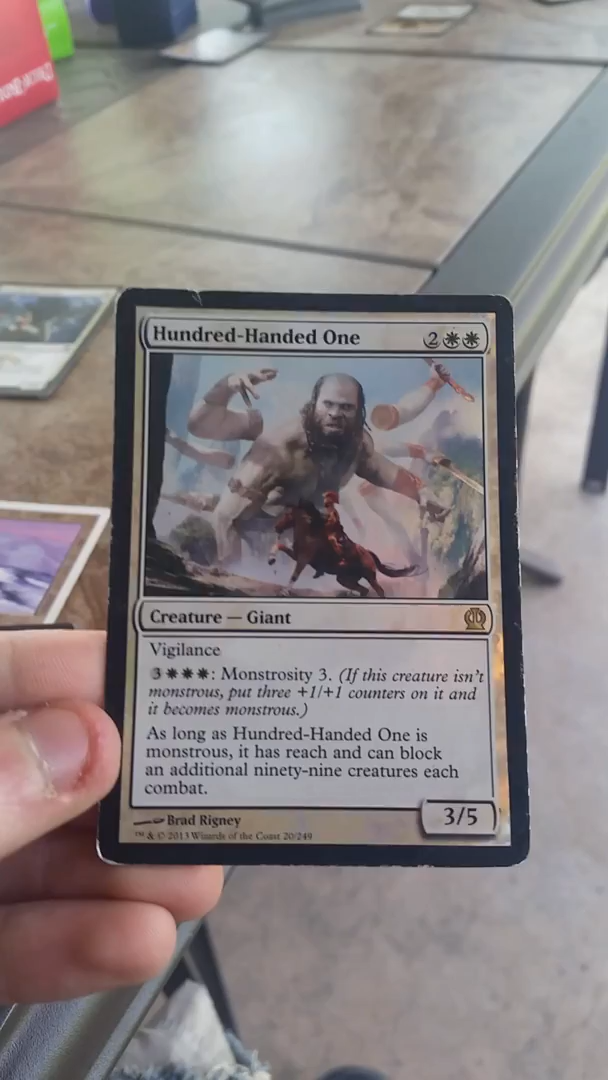 Hundred-Handed One 2
Creature — Giant
Vigilance
3: Monstrosity 3. (If this creature isn't
monstrous, put three +1/+1 counters on it and
it becomes monstrous.)
As long as Hundred-Handed One is
monstrous, it has reach and can block
an additional ninety-nine creatures each
combat.
3/5
Brad Rigney
™ & © 2013 Wizards of the Coast 20/249